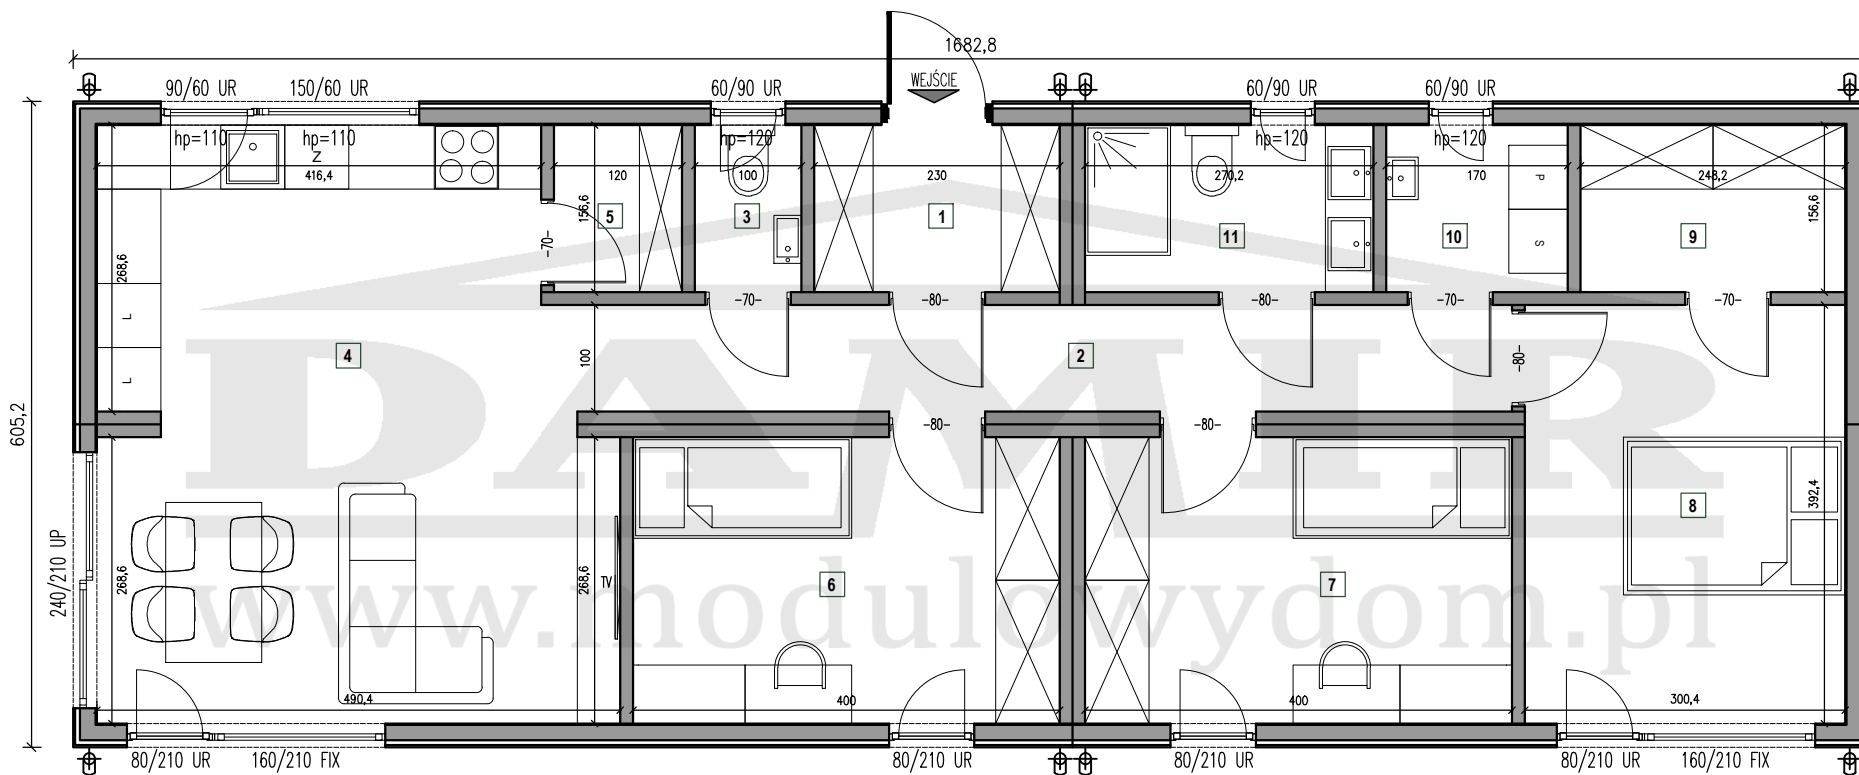 1682,8
90/60 UR
150/60 UR
60/90 UR
WEJŚCIE
60/90 UR
60/90 UR
hp=110
hp=110
hp=120
hp=120
hp=120
Z
416,4
120
100
230
270,2
170
248,2
P
S
156,6
156,6
5
3
1
11
10
9
-70-
268,6
-70-
-80-
-80-
-70-
-70-
L
L
4
100
2
-80-
605,2
-80-
-80-
DAMIR
www.modulowydom.pl
392,4
8
240/210 UP
268,6
268,6
TV
6
7
490,4
400
400
300,4
80/210 UR
160/210 FIX
80/210 UR
80/210 UR
80/210 UR
160/210 FIX